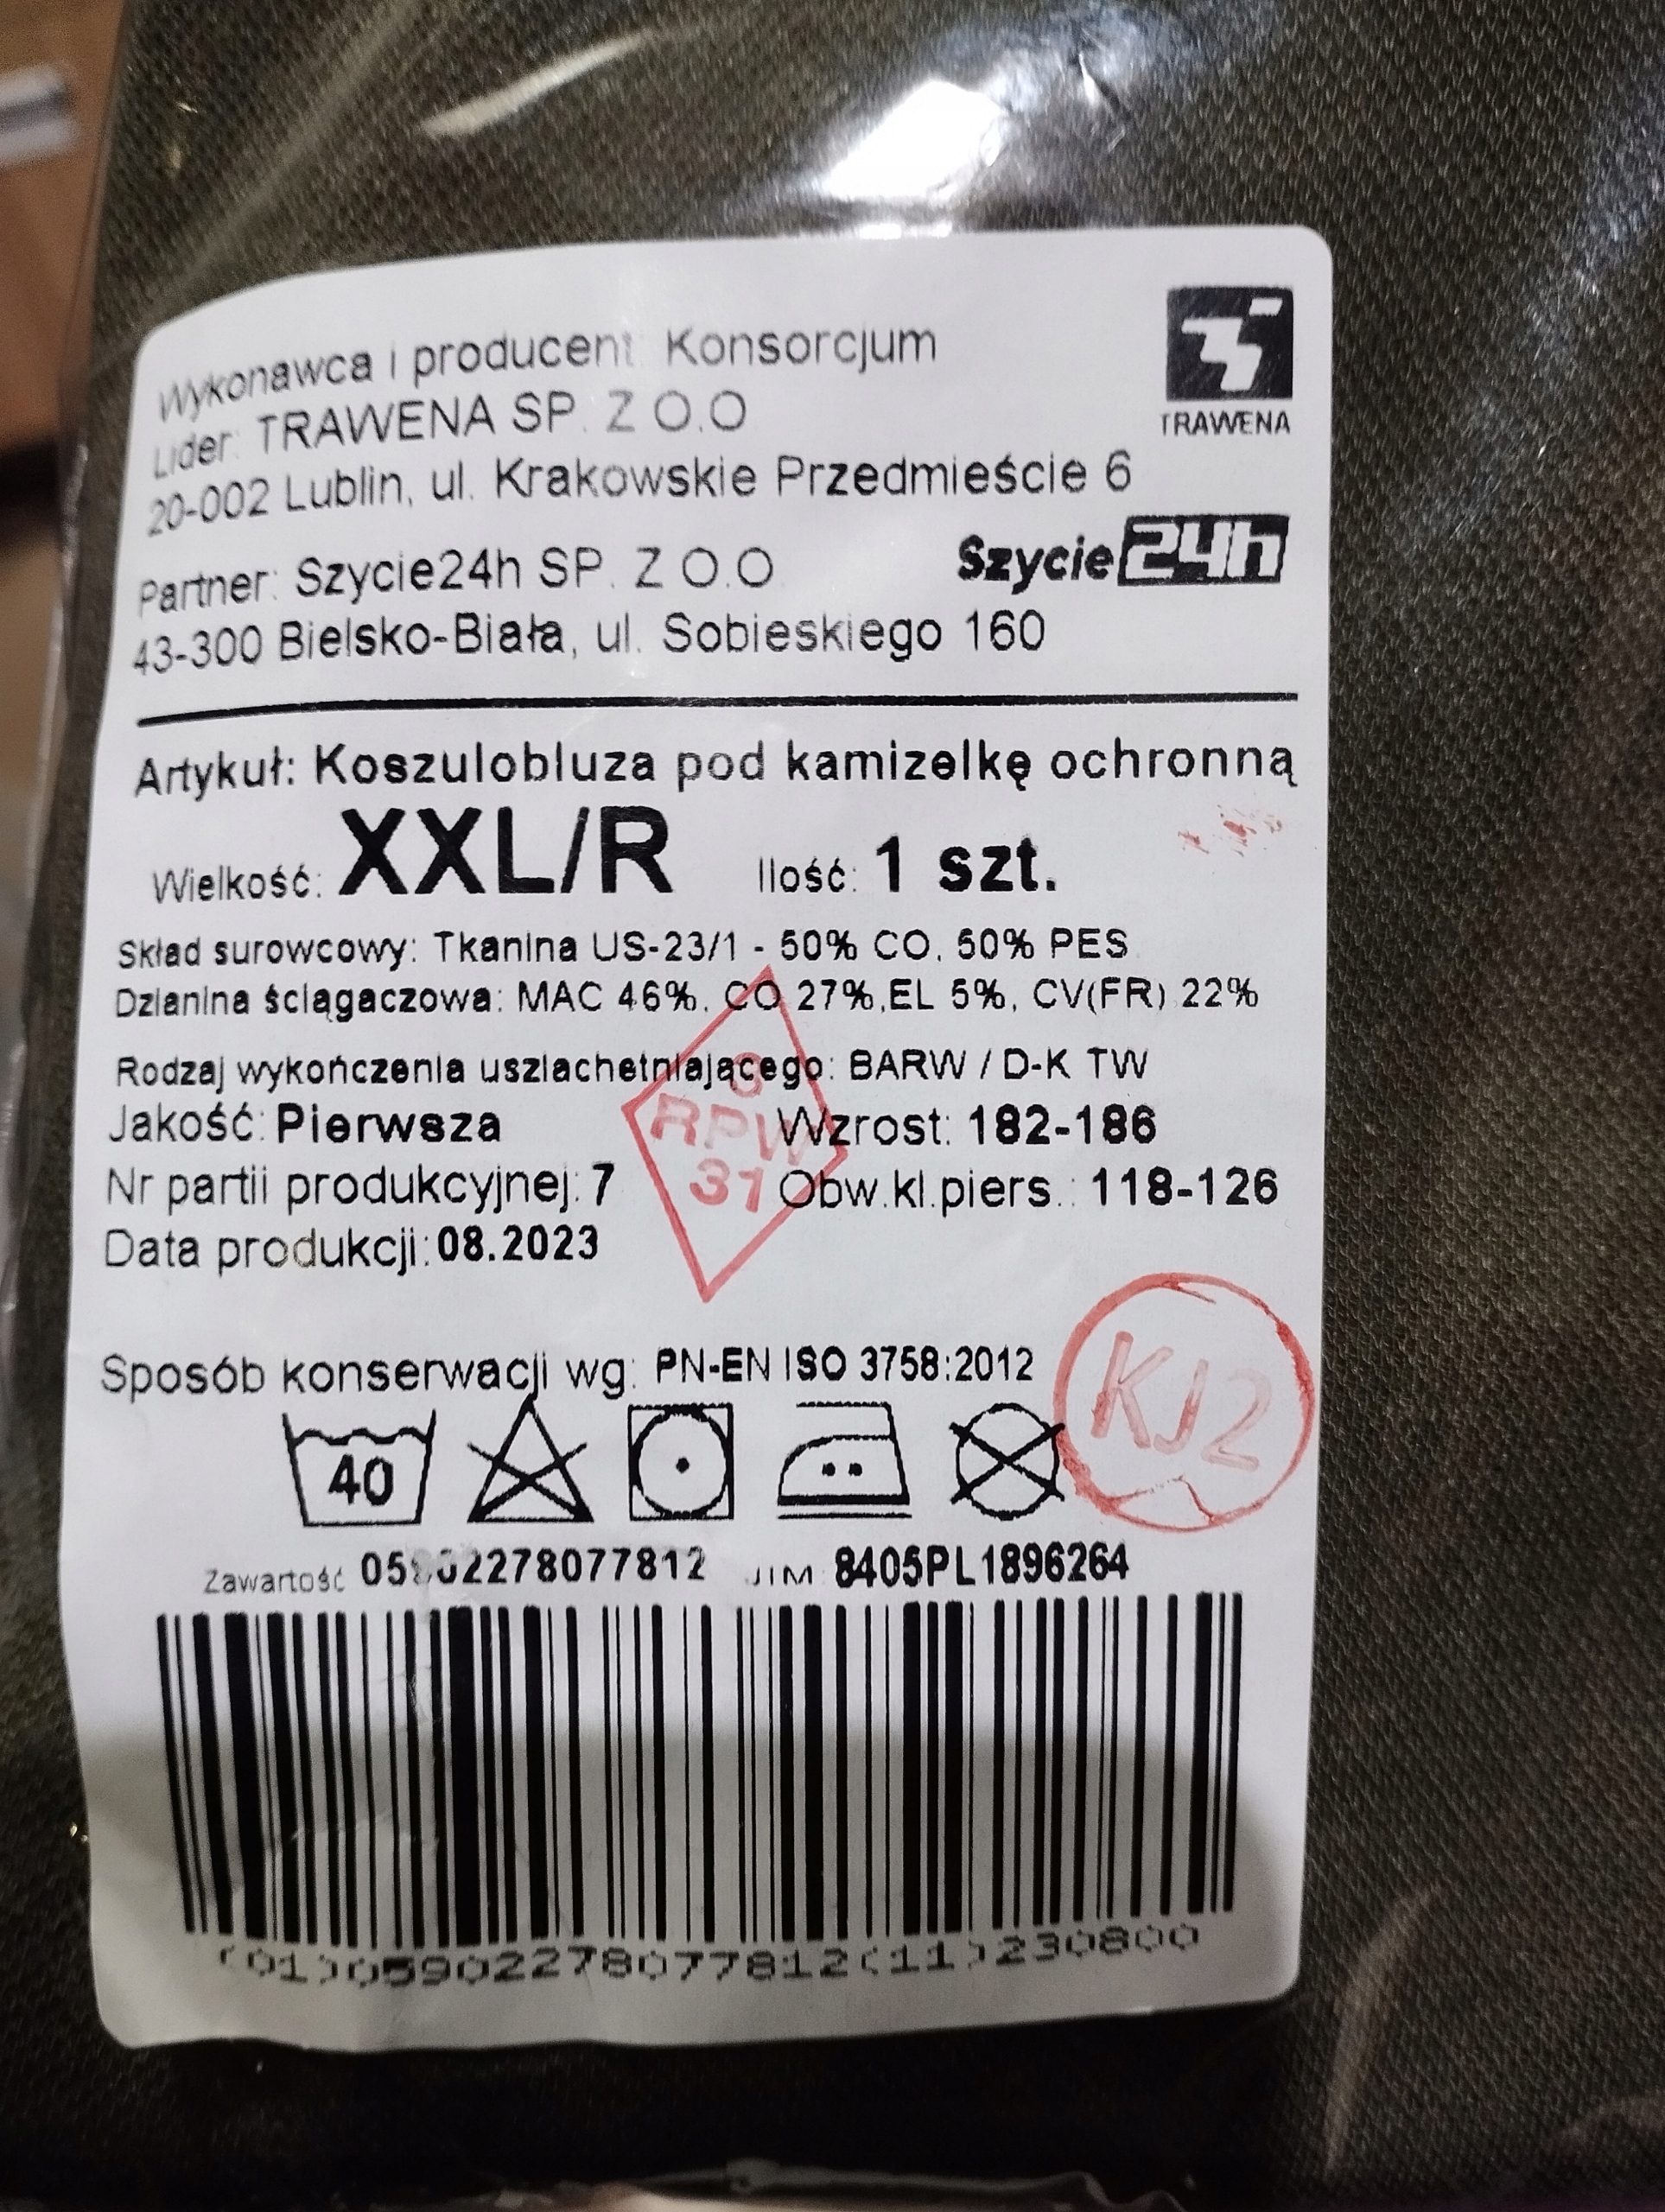 Wykonawca i producent: Konsorcjum
Lider: TRAWENA SP. Z O.O
20-002 Lublin, ul. Krakowskie Przedmieście 6
TRAWENA
Partner: Szycie24h SP. Z O.O.
Szycie24h
43-300 Bielsko-Biała, ul. Sobieskiego 160
Artykuł: Koszulobluza pod kamizelkę ochronną
Wielkość: XXL/R Ilość: 1 szt.
Skład surowcowy: Tkanina US-23/1 - 50% CO, 50% PES
Dzianina ściągaczowa: MAC 46%, CO 27%,EL 5%, CV(FR) 22%
Rodzaj wykończenia uszlachetniającego: BARW / D-K TW
Jakość: Pierwsza Wzrost: 182-186
Nr partii produkcyjnej: 7 Obw.kl.piers.: 118-126
Data produkcji: 08.2023
RPW
31
Sposób konserwacji wg: PN-EN ISO 3758:2012
KJ2
40
Zawartość 05902278077812 JIM 8405PL1896264
(01)05902278077812(11)230800